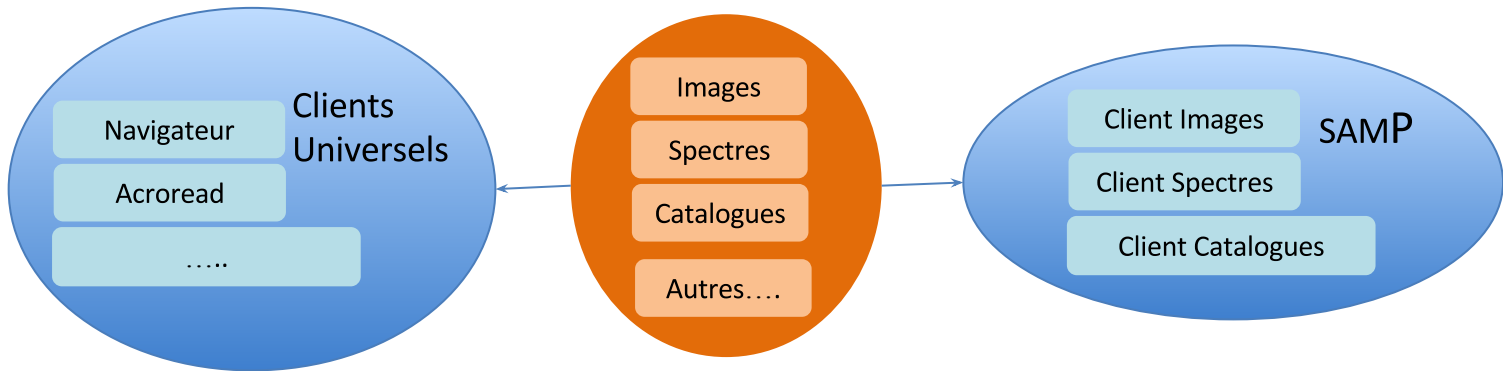 Clients
Universels
Navigateur
Acroread
…..
Images
Spectres
Catalogues
Autres….
SAMP
Client Images
Client Spectres
Client Catalogues